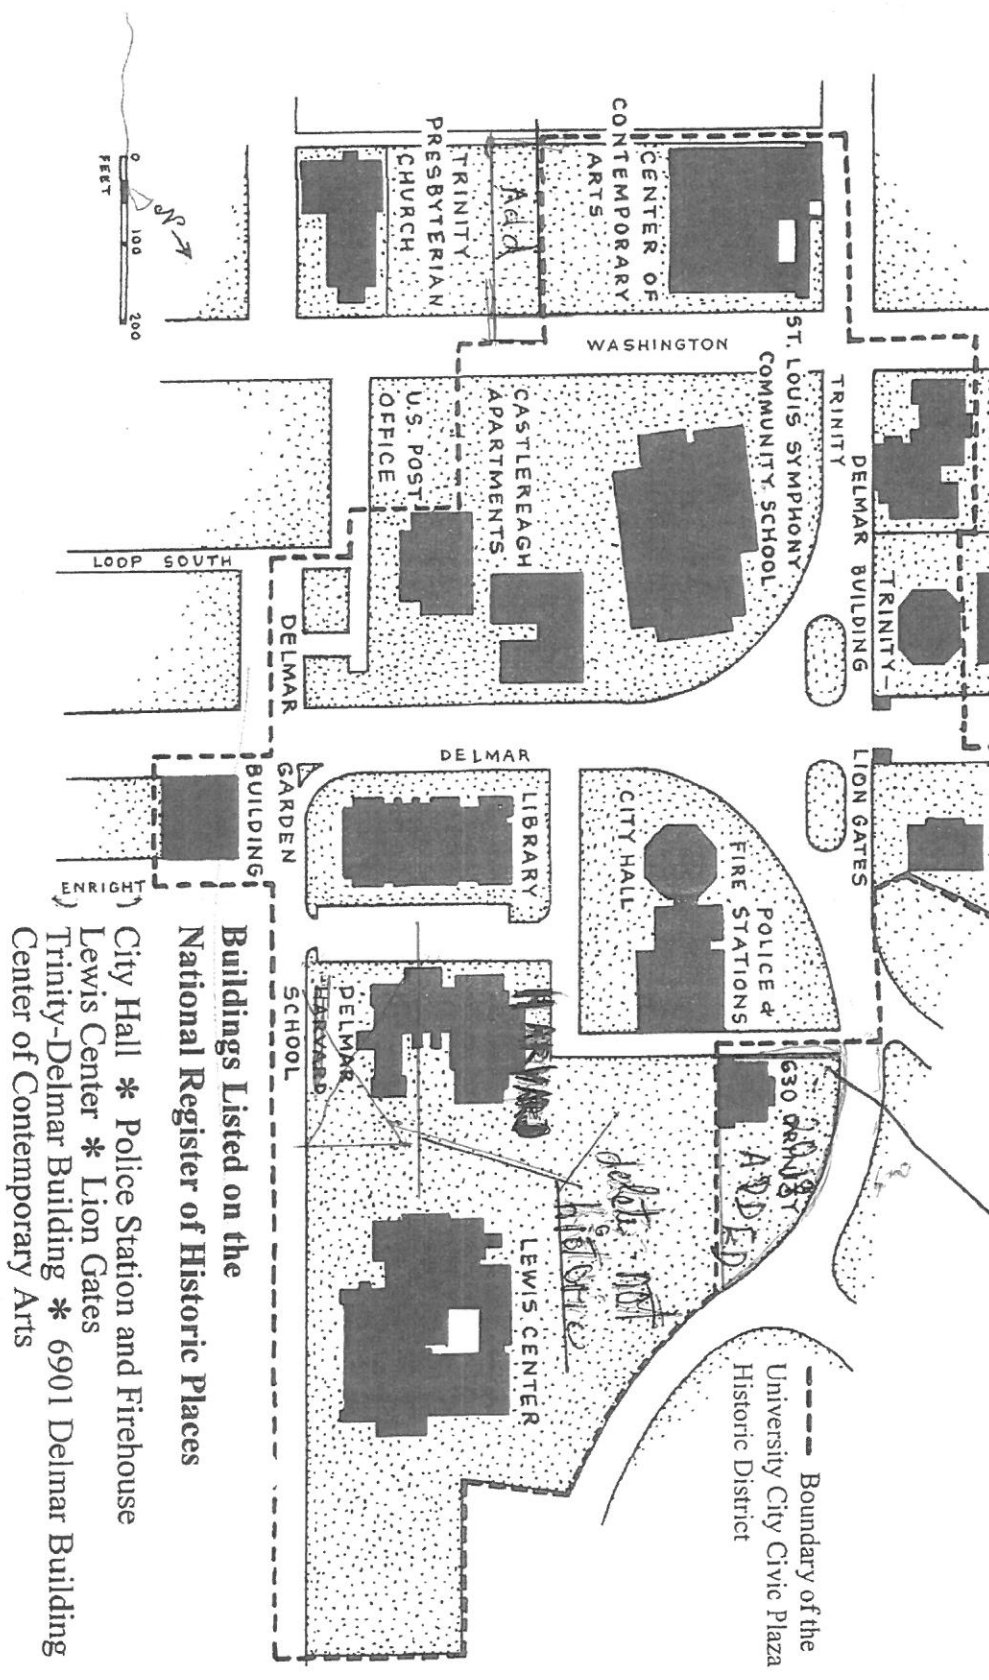 CENTER OF
CONTEMPORARY
ARTS
Add
TRINITY
PRESBYTERIAN
CHURCH
N
0
100
200
FEET
WASHINGTON
TRINITY
ST. LOUIS SYMPHONY
COMMUNITY SCHOOL
CASTLEREAGH
APARTMENTS
U.S. POST
OFFICE
TRINITY—
DELMAR BUILDING
LOOP SOUTH
DELMAR
DELMAR
LION GATES
POLICE &
FIRE STATIONS
CITY HALL
LIBRARY
GARDEN
BUILDING
ENRIGHT
630 TRINITY
ADDED
HARVARD
DELMAR
HARVARD
SCHOOL
delete - not
historic
LEWIS CENTER
Boundary of the
University City Civic Plaza
Historic District
Buildings Listed on the
National Register of Historic Places
City Hall * Police Station and Firehouse
Lewis Center * Lion Gates
Trinity-Delmar Building * 6901 Delmar Building
Center of Contemporary Arts